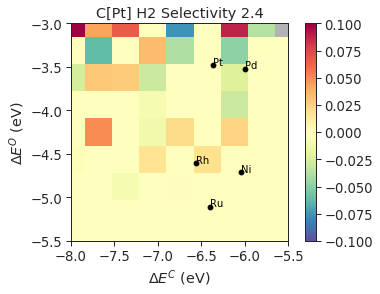 C[Pt] H2 Selectivity 2.4
−3.0
−3.5
−4.0
−4.5
−5.0
−5.5
ΔE^O (eV)
Pt
Pd
Rh
Ni
Ru
−8.0 −7.5 −7.0 −6.5 −6.0 −5.5
ΔE^C (eV)
0.100
0.075
0.050
0.025
0.000
−0.025
−0.050
−0.075
−0.100